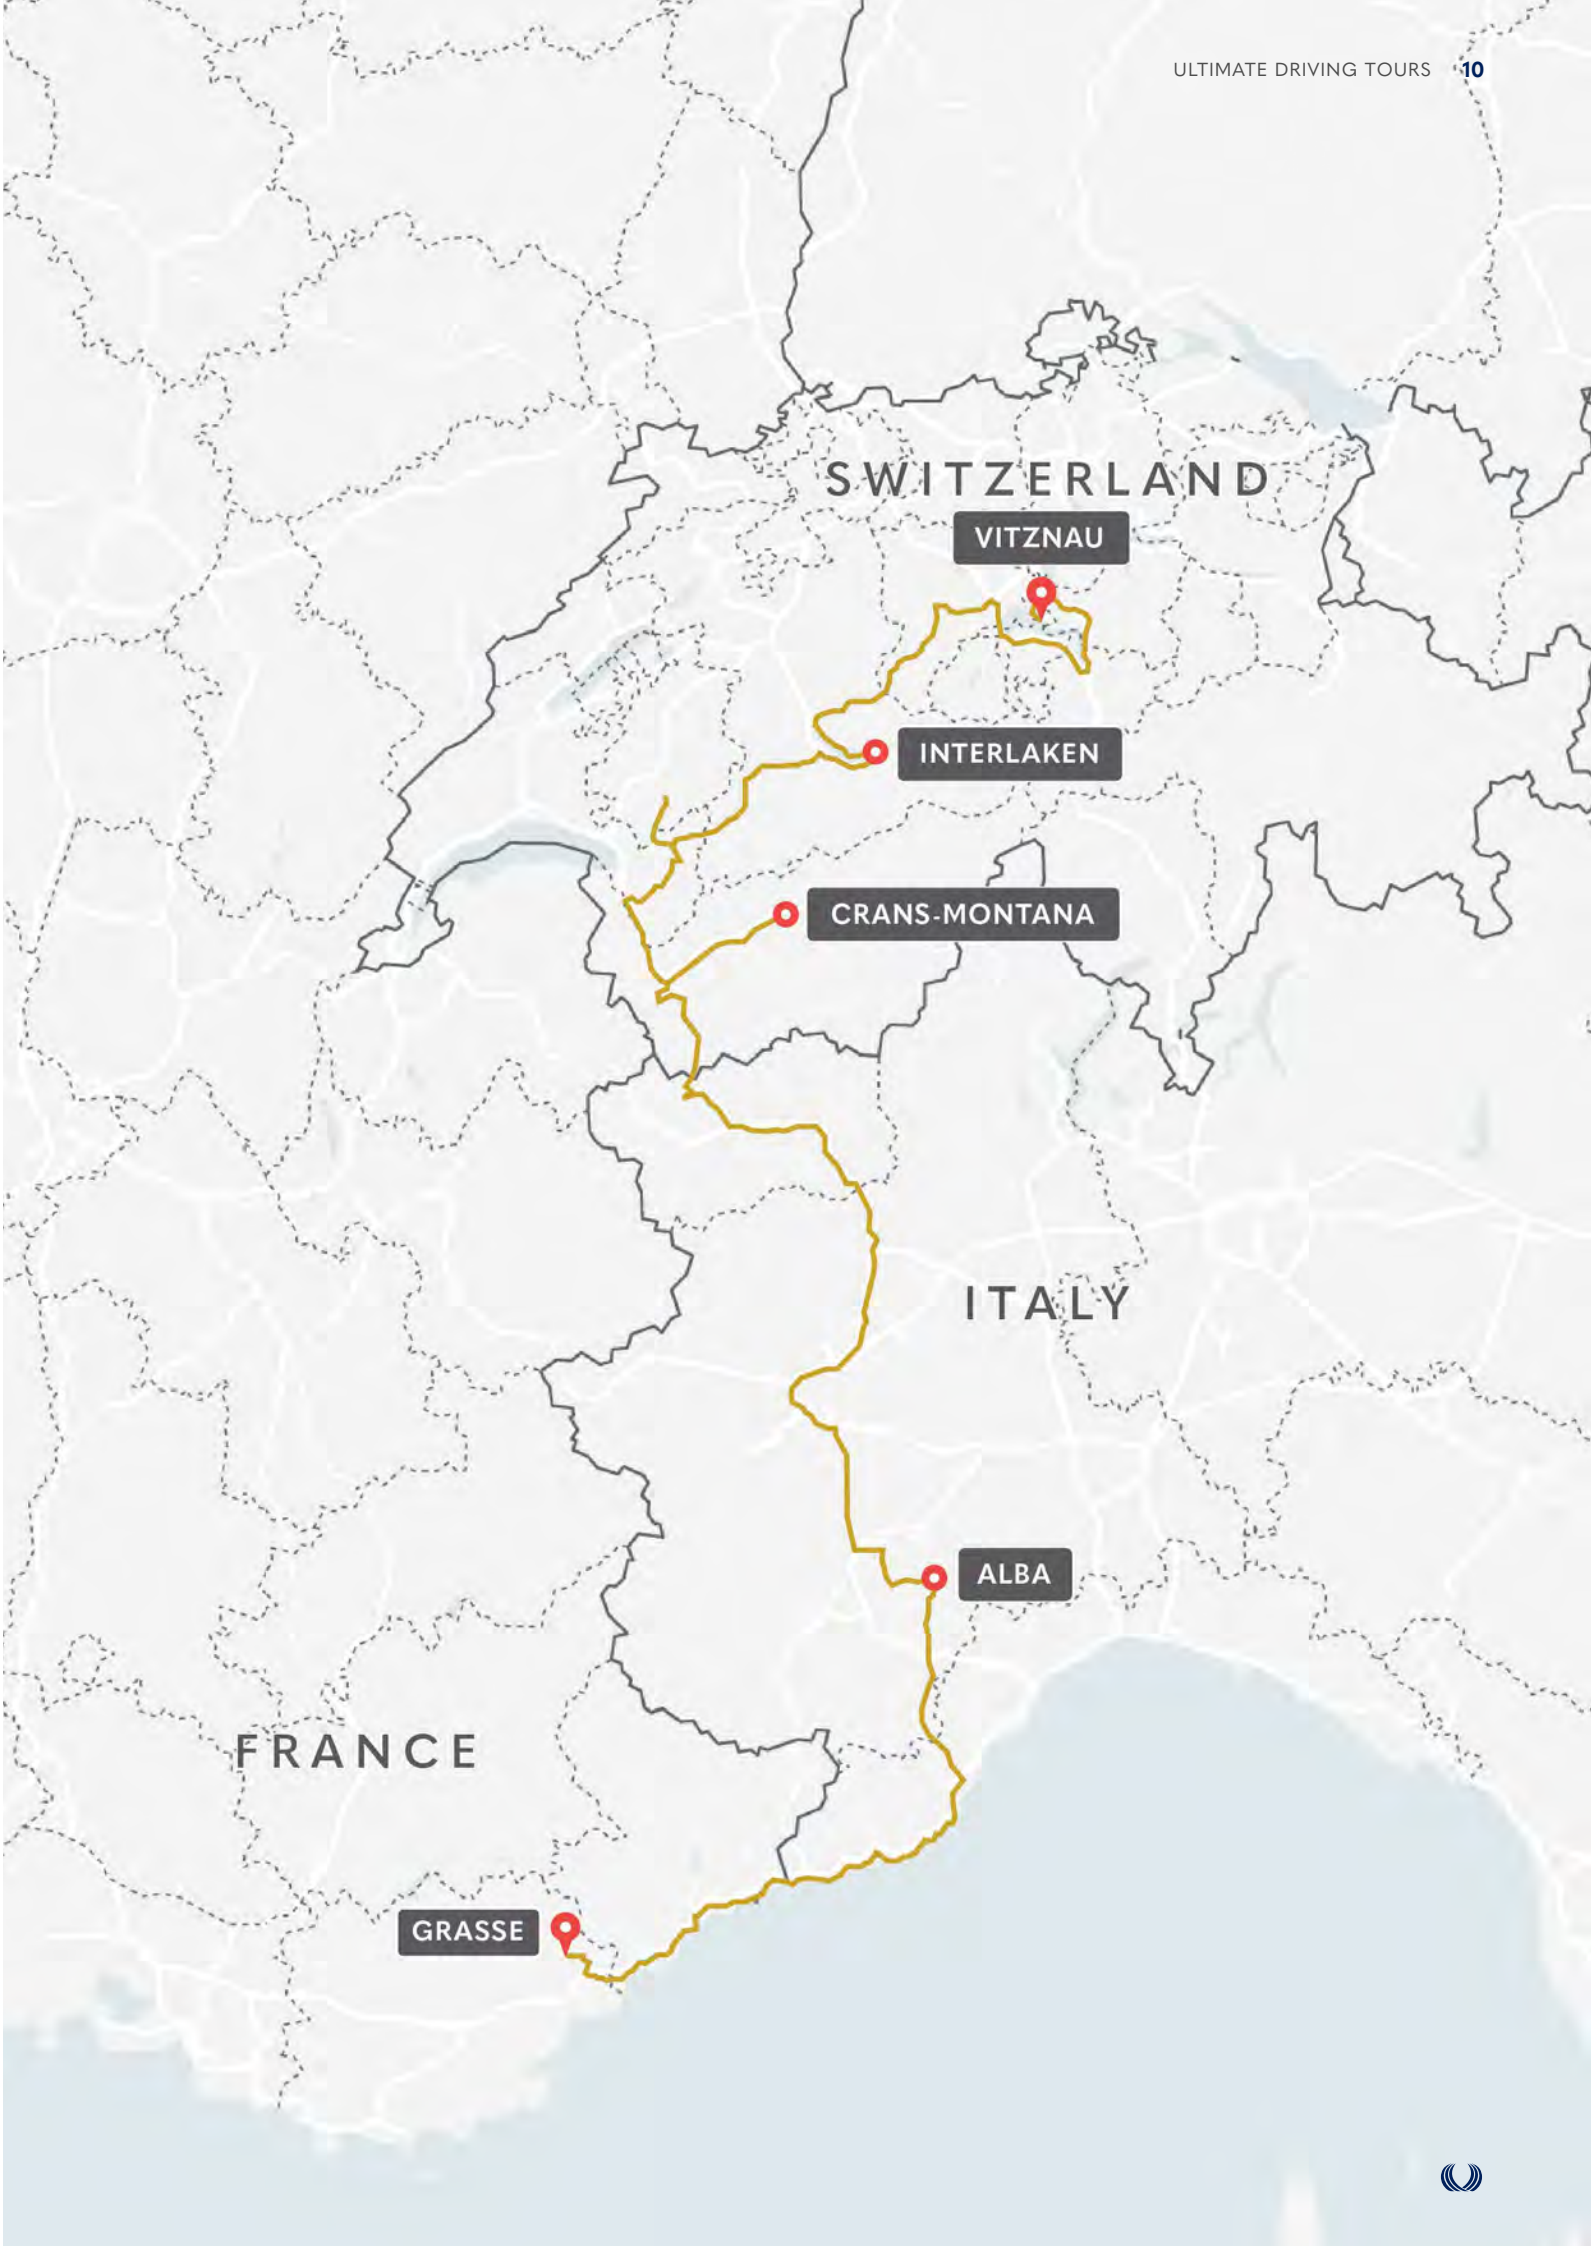 ULTIMATE DRIVING TOURS 10
SWITZERLAND
VITZNAU
INTERLAKEN
CRANS-MONTANA
ITALY
ALBA
FRANCE
GRASSE